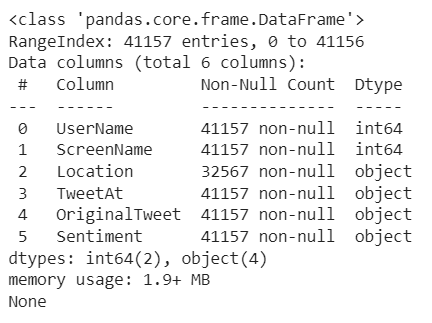 <class 'pandas.core.frame.DataFrame'>
RangeIndex: 41157 entries, 0 to 41156
Data columns (total 6 columns):
 #   Column         Non-Null Count  Dtype
---  ------         --------------  -----
 0   UserName       41157 non-null  int64
 1   ScreenName     41157 non-null  int64
 2   Location       32567 non-null  object
 3   TweetAt        41157 non-null  object
 4   OriginalTweet  41157 non-null  object
 5   Sentiment      41157 non-null  object
dtypes: int64(2), object(4)
memory usage: 1.9+ MB
None